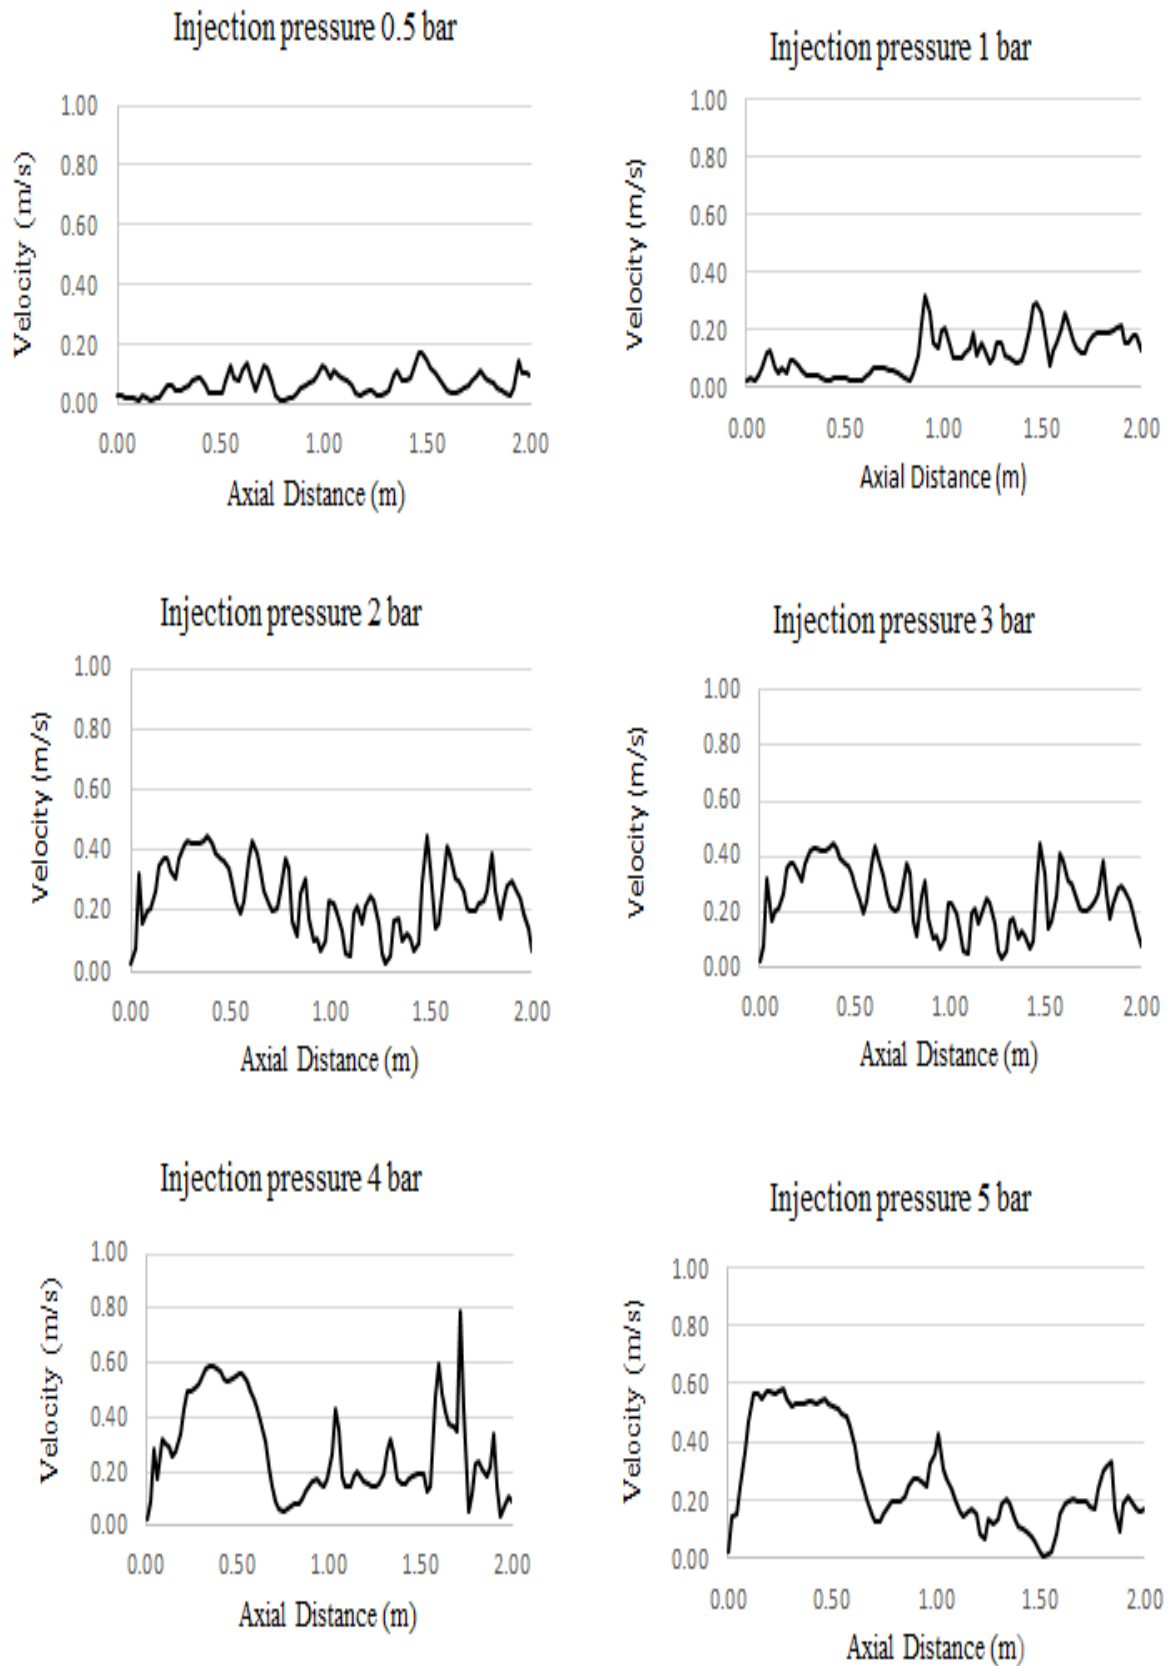 Injection pressure 0.5 bar
Velocity (m/s)
1.00
0.80
0.60
0.40
0.20
0.00
0.00 0.50 1.00 1.50 2.00
Axial Distance (m)
Injection pressure 1 bar
Velocity (m/s)
1.00
0.80
0.60
0.40
0.20
0.00
0.00 0.50 1.00 1.50 2.00
Axial Distance (m)
Injection pressure 2 bar
Velocity (m/s)
1.00
0.80
0.60
0.40
0.20
0.00
0.00 0.50 1.00 1.50 2.00
Axial Distance (m)
Injection pressure 3 bar
Velocity (m/s)
1.00
0.80
0.60
0.40
0.20
0.00
0.00 0.50 1.00 1.50 2.00
Axial Distance (m)
Injection pressure 4 bar
Velocity (m/s)
1.00
0.80
0.60
0.40
0.20
0.00
0.00 0.50 1.00 1.50 2.00
Axial Distance (m)
Injection pressure 5 bar
Velocity (m/s)
1.00
0.80
0.60
0.40
0.20
0.00
0.00 0.50 1.00 1.50 2.00
Axial Distance (m)